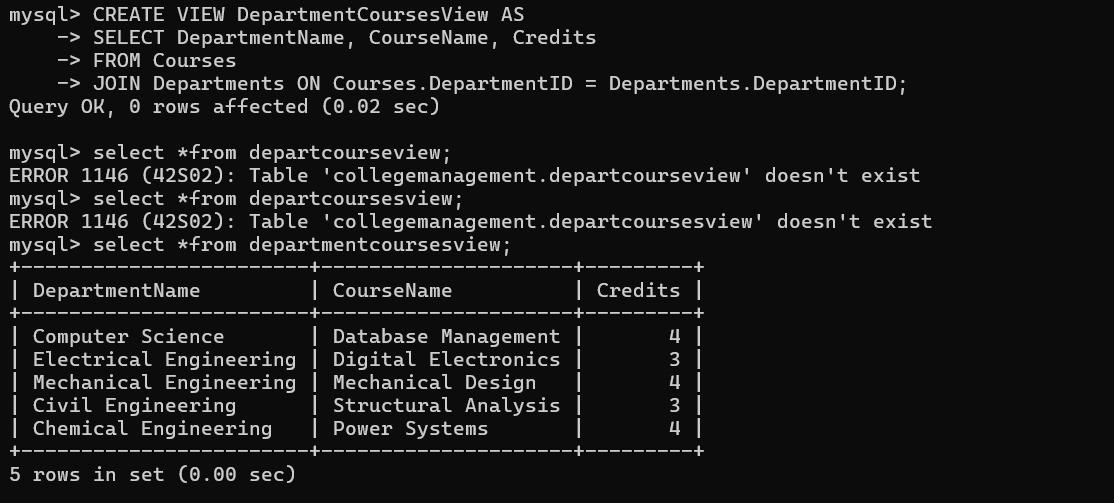 mysql> CREATE VIEW DepartmentCoursesView AS
    -> SELECT DepartmentName, CourseName, Credits
    -> FROM Courses
    -> JOIN Departments ON Courses.DepartmentID = Departments.DepartmentID;
Query OK, 0 rows affected (0.02 sec)

mysql> select *from departcourseview;
ERROR 1146 (42S02): Table 'collegemanagement.departcourseview' doesn't exist
mysql> select *from departcoursesview;
ERROR 1146 (42S02): Table 'collegemanagement.departcoursesview' doesn't exist
mysql> select *from departmentcoursesview;
+------------------------+---------------------+---------+
| DepartmentName         | CourseName          | Credits |
+------------------------+---------------------+---------+
| Computer Science       | Database Management |       4 |
| Electrical Engineering | Digital Electronics |       3 |
| Mechanical Engineering | Mechanical Design   |       4 |
| Civil Engineering      | Structural Analysis |       3 |
| Chemical Engineering   | Power Systems       |       4 |
+------------------------+---------------------+---------+
5 rows in set (0.00 sec)